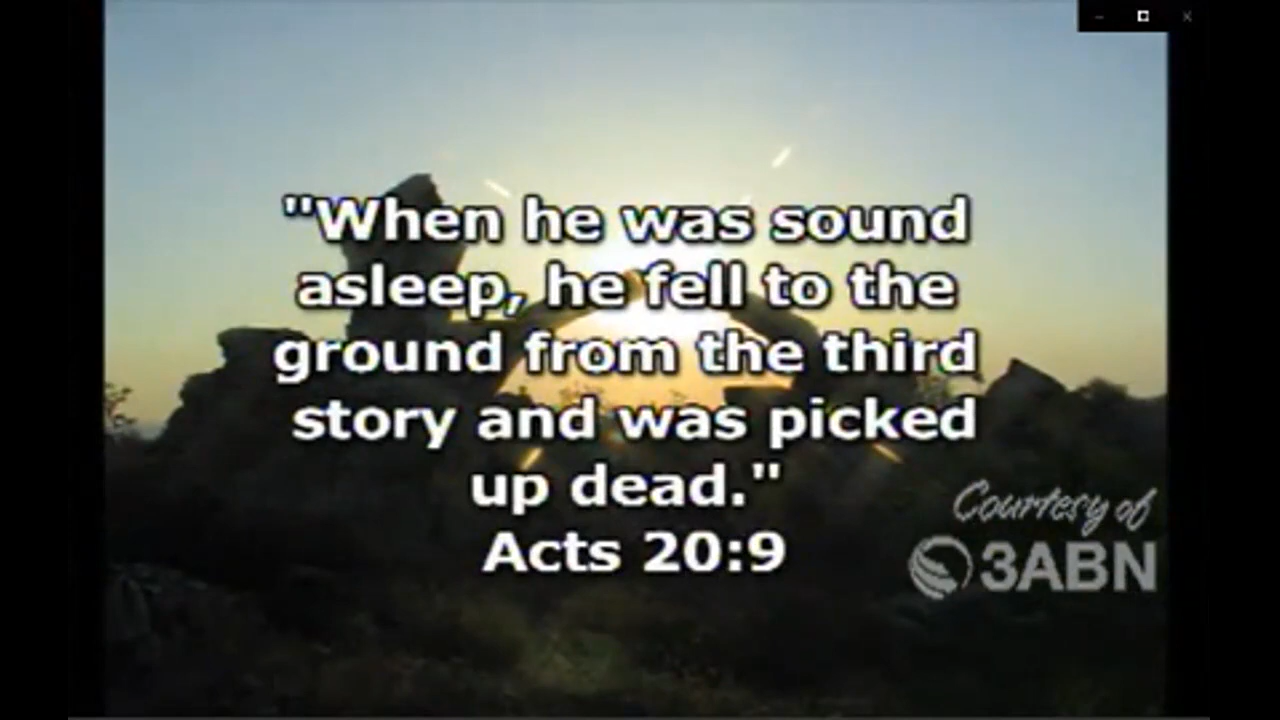 "When he was sound
asleep, he fell to the
ground from the third
story and was picked
up dead."
Acts 20:9
Courtesy of
3ABN